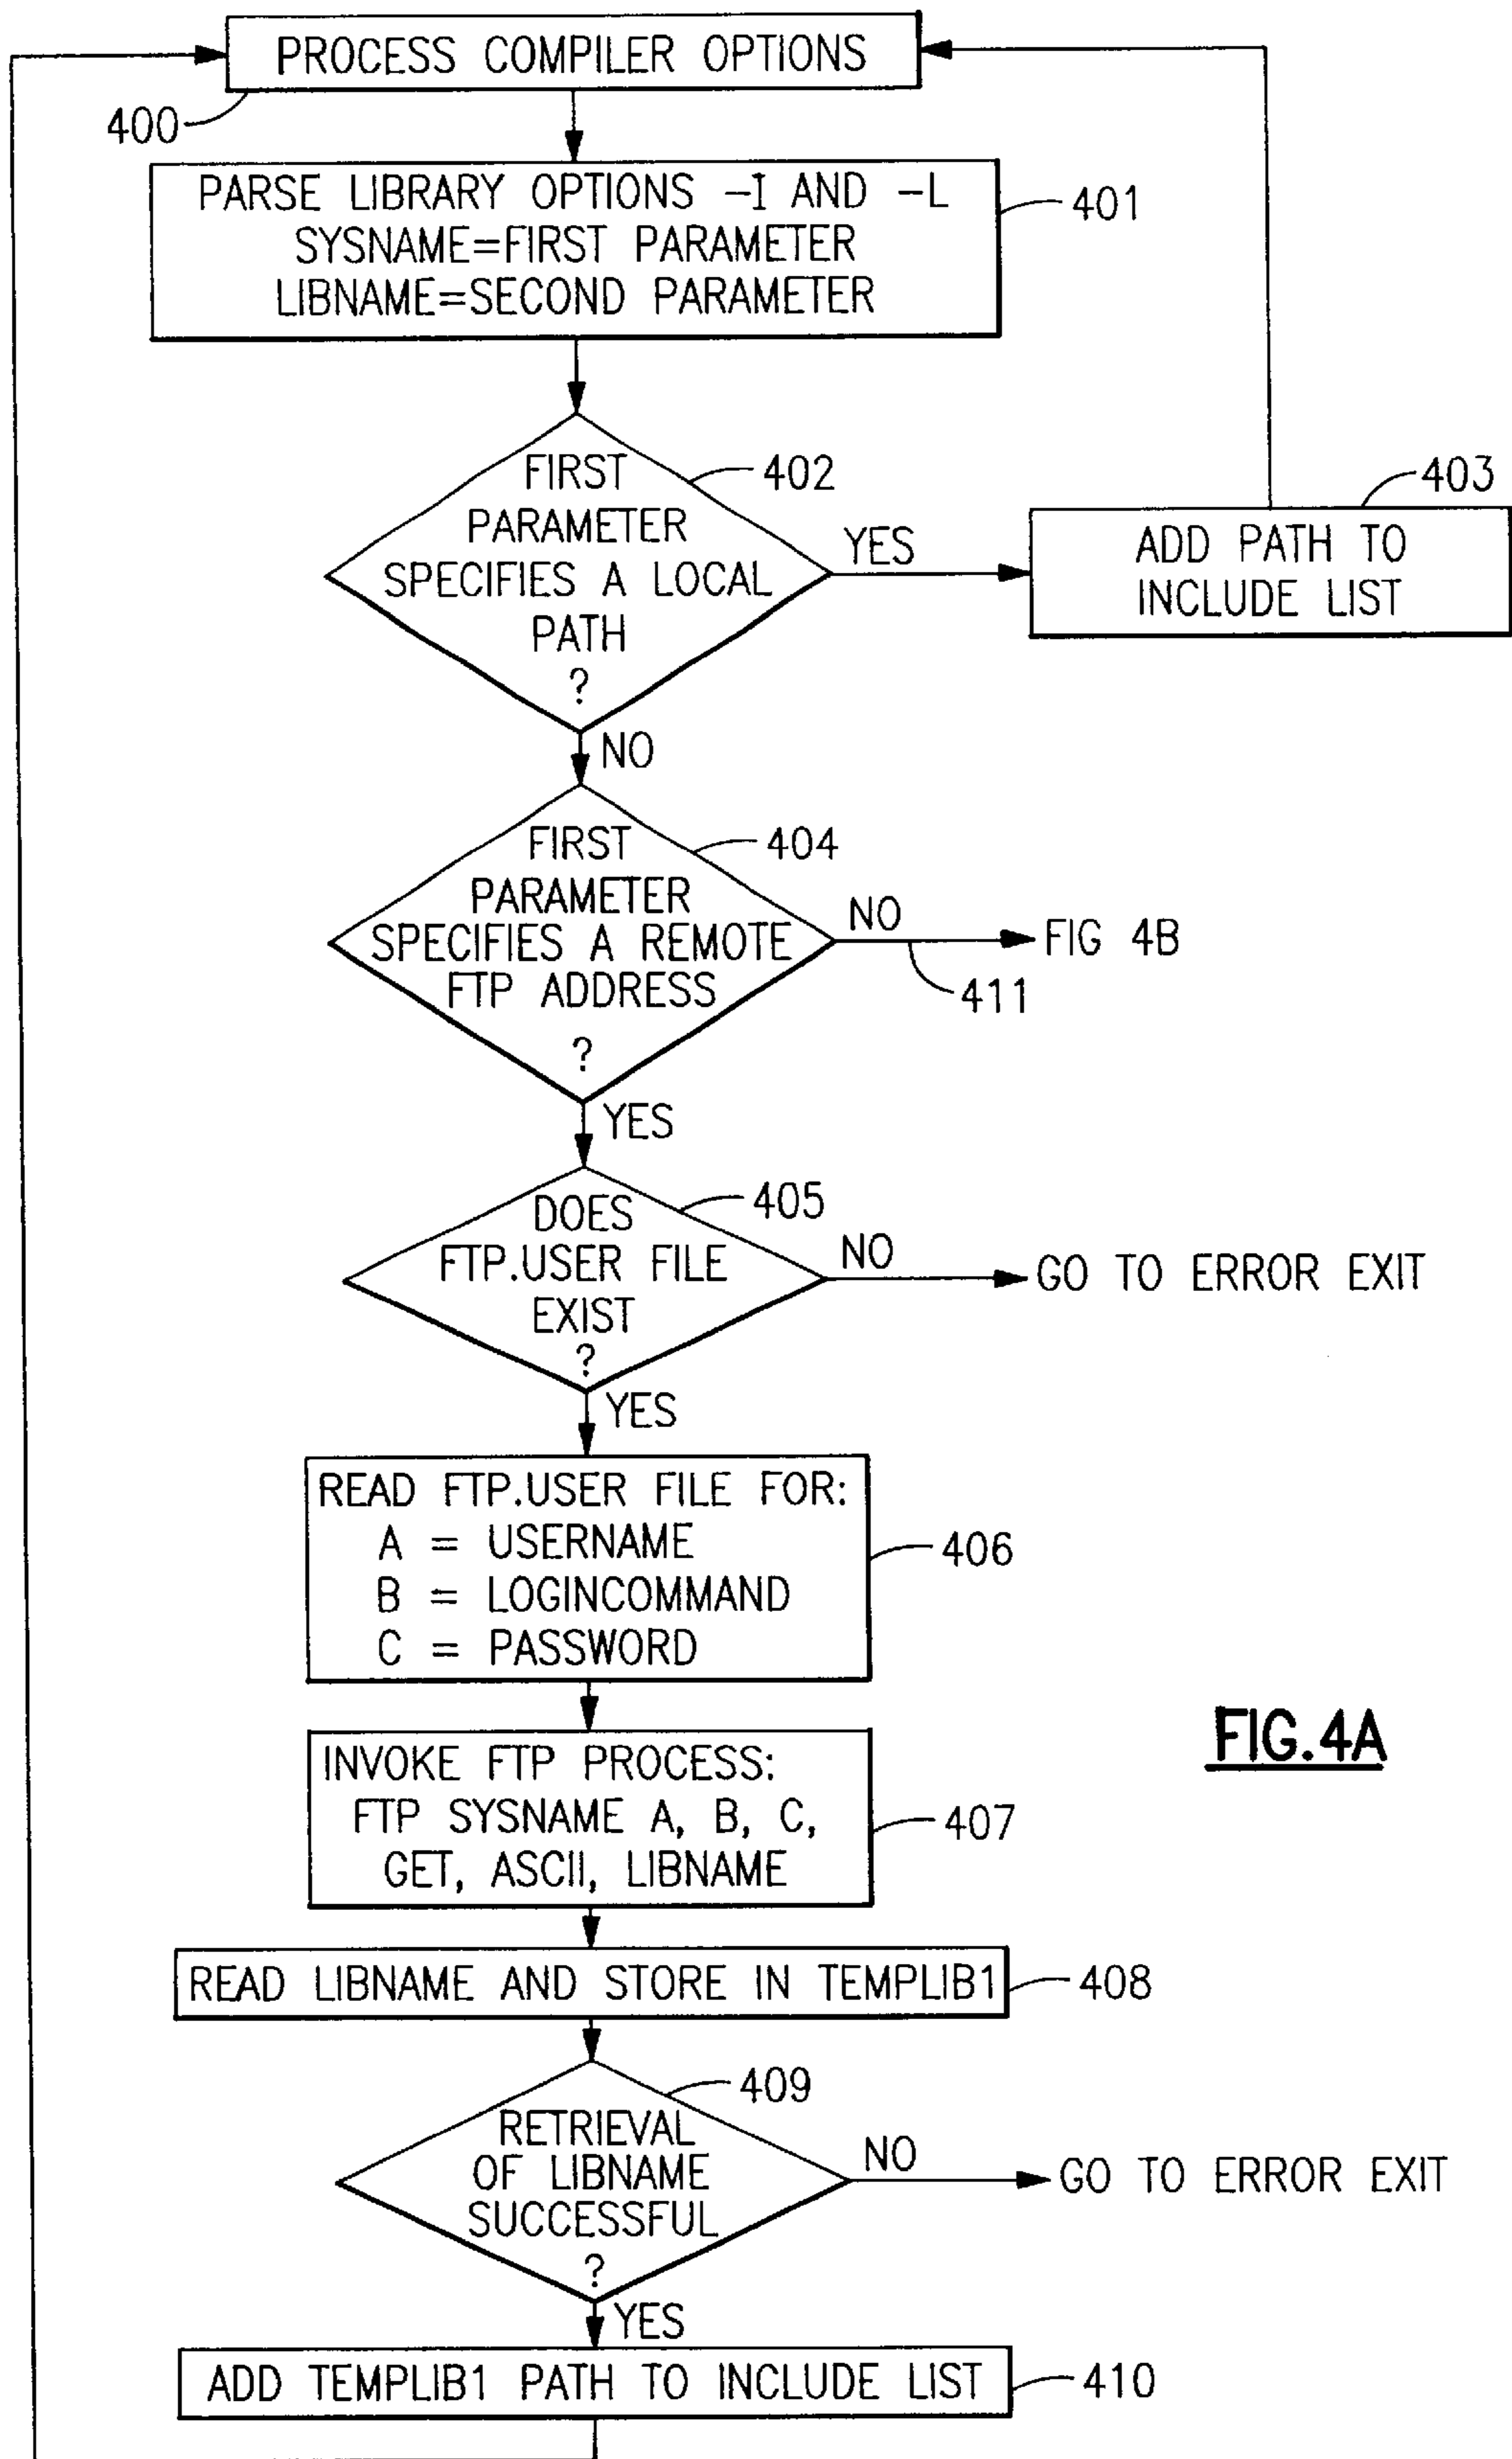 PROCESS COMPILER OPTIONS
400
PARSE LIBRARY OPTIONS -I AND -L
SYSNAME=FIRST PARAMETER
LIBNAME=SECOND PARAMETER
401
FIRST
PARAMETER
SPECIFIES A LOCAL
PATH
?
402
YES
403
ADD PATH TO
INCLUDE LIST
NO
FIRST
PARAMETER
SPECIFIES A REMOTE
FTP ADDRESS
?
404
NO
FIG 4B
411
YES
DOES
FTP.USER FILE
EXIST
?
405
NO
GO TO ERROR EXIT
YES
READ FTP.USER FILE FOR:
A = USERNAME
B = LOGINCOMMAND
C = PASSWORD
406
INVOKE FTP PROCESS:
FTP SYSNAME A, B, C,
GET, ASCII, LIBNAME
407
FIG.4A
READ LIBNAME AND STORE IN TEMPLIB1
408
RETRIEVAL
OF LIBNAME
SUCCESSFUL
?
409
NO
GO TO ERROR EXIT
YES
ADD TEMPLIB1 PATH TO INCLUDE LIST
410